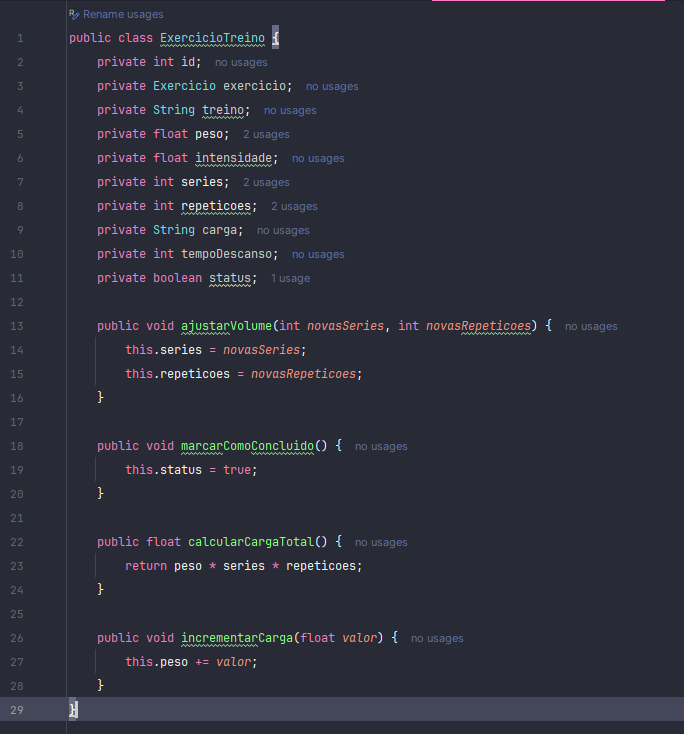 Rename usages
1 public class ExercicioTreino {
2 private int id; no usages
3 private Exercicio exercicio; no usages
4 private String treino; no usages
5 private float peso; 2 usages
6 private float intensidade; no usages
7 private int series; 2 usages
8 private int repeticoes; 2 usages
9 private String carga; no usages
10 private int tempoDescanso; no usages
11 private boolean status; 1 usage
12
13 public void ajustarVolume(int novasSeries, int novasRepeticoes) { no usages
14 this.series = novasSeries;
15 this.repeticoes = novasRepeticoes;
16 }
17
18 public void marcarComoConcluido() { no usages
19 this.status = true;
20 }
21
22 public float calcularCargaTotal() { no usages
23 return peso * series * repeticoes;
24 }
25
26 public void incrementarCarga(float valor) { no usages
27 this.peso += valor;
28 }
29 }